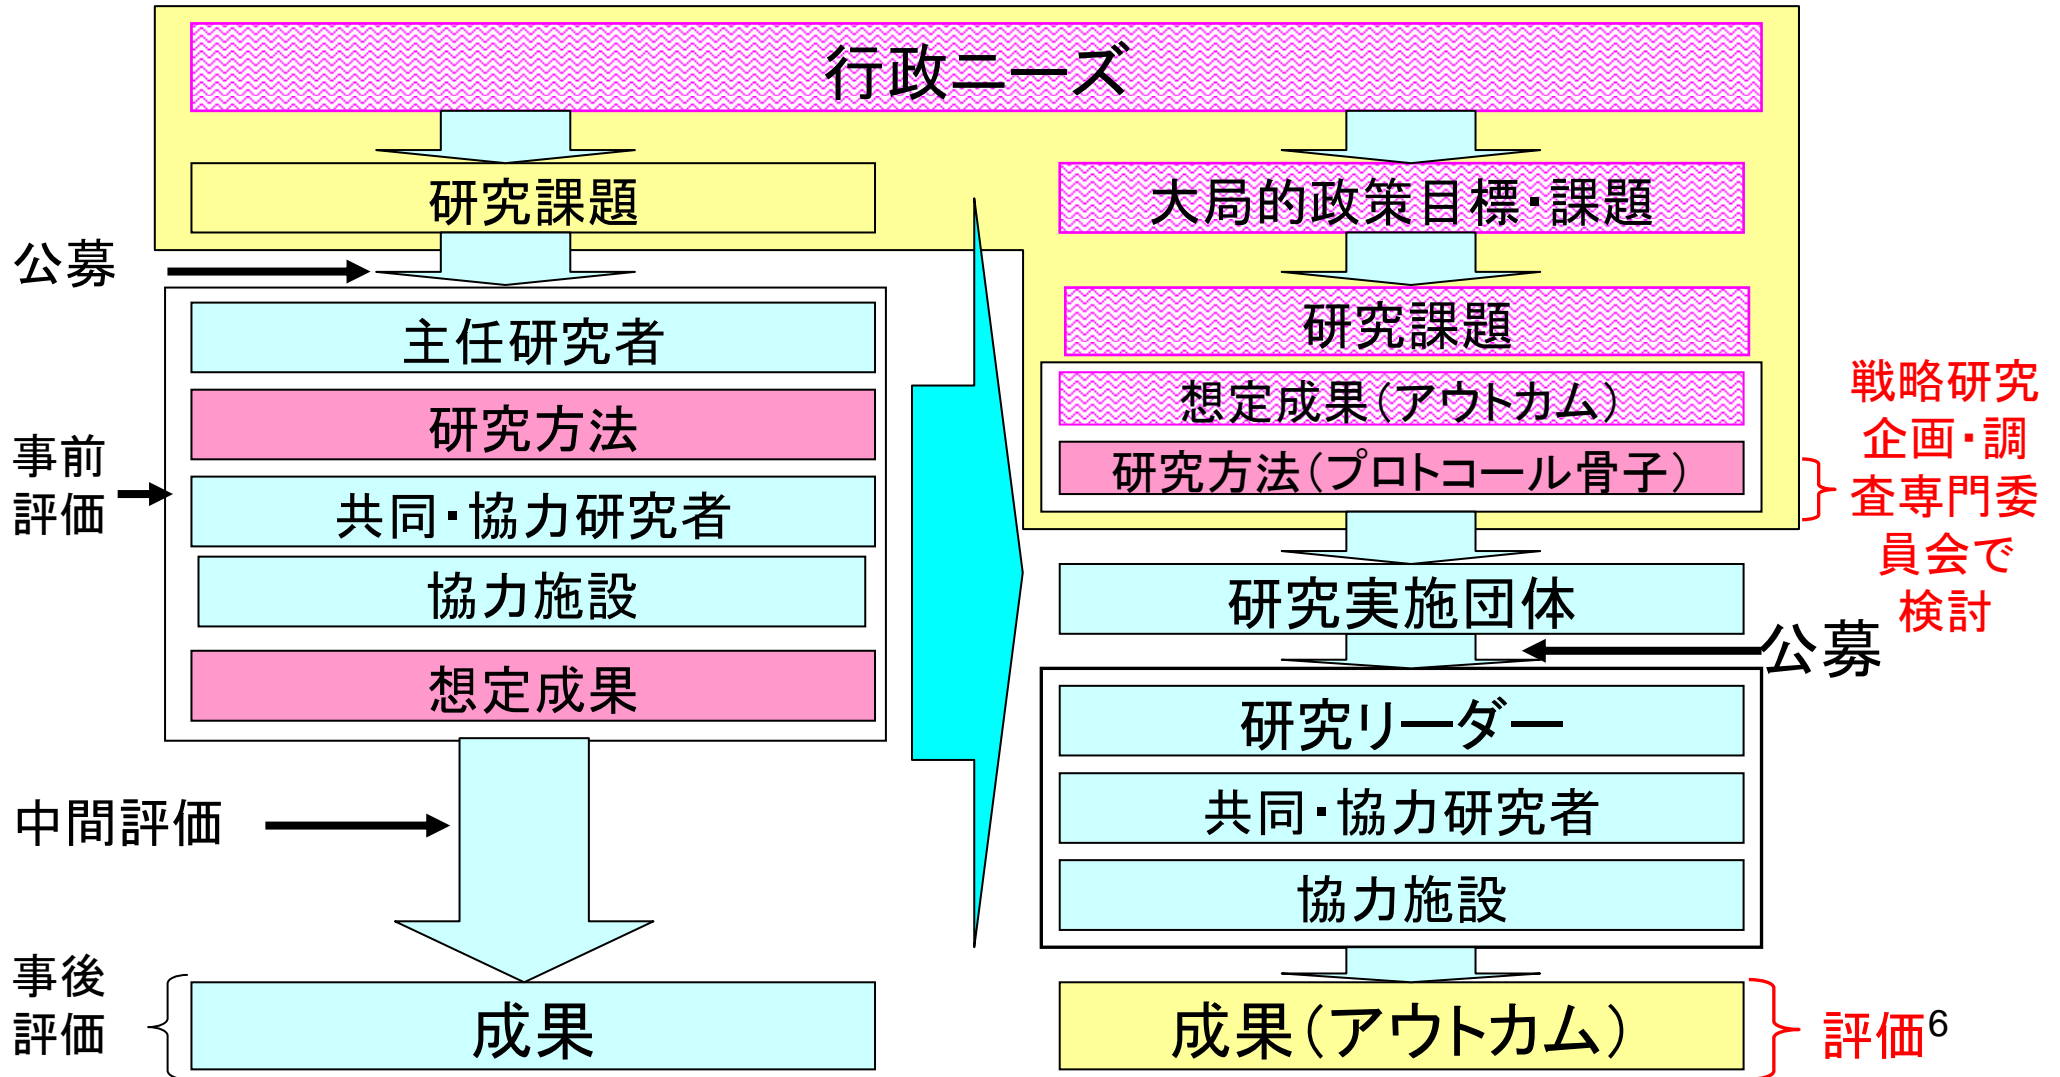 行政ニーズ
研究課題
公募
主任研究者
研究方法
共同・協力研究者
協力施設
想定成果
事前
評価
中間評価
事後
評価
成果
大局的政策目標・課題
研究課題
想定成果（アウトカム）
研究方法（プロトコール骨子）
戦略研究
企画・調
査専門委
員会で
検討
研究実施団体
公募
研究リーダー
共同・協力研究者
協力施設
成果（アウトカム）
評価
6